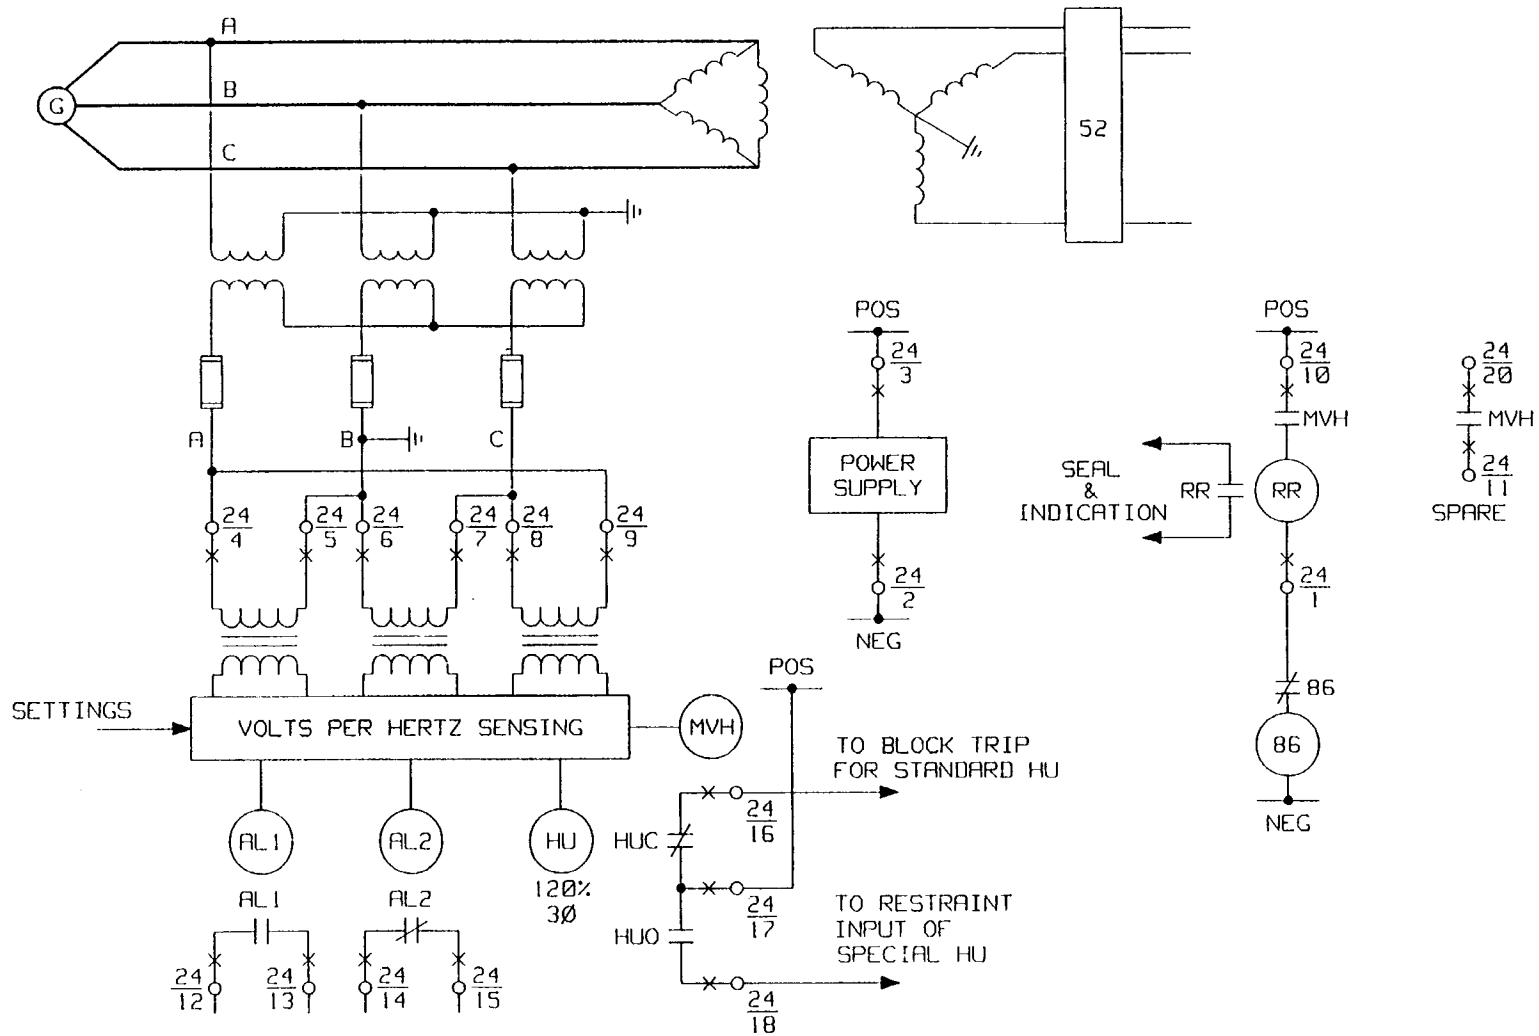 A
B
C
G
52
POS
24
3
POWER
SUPPLY
24
2
NEG
POS
24
10
MVH
RR
RR
SEAL
&
INDICATION
24
1
86
86
NEG
24
20
MVH
24
11
SPARE
A
B
C
24
4
24
5
24
6
24
7
24
8
24
9
SETTINGS
VOLTS PER HERTZ SENSING
MVH
AL1
AL2
HU
120%
3Ø
AL1
24
12
24
13
AL2
24
14
24
15
POS
TO BLOCK TRIP
FOR STANDARD HU
24
16
HUC
24
17
HUO
TO RESTRAINT
INPUT OF
SPECIAL HU
24
18